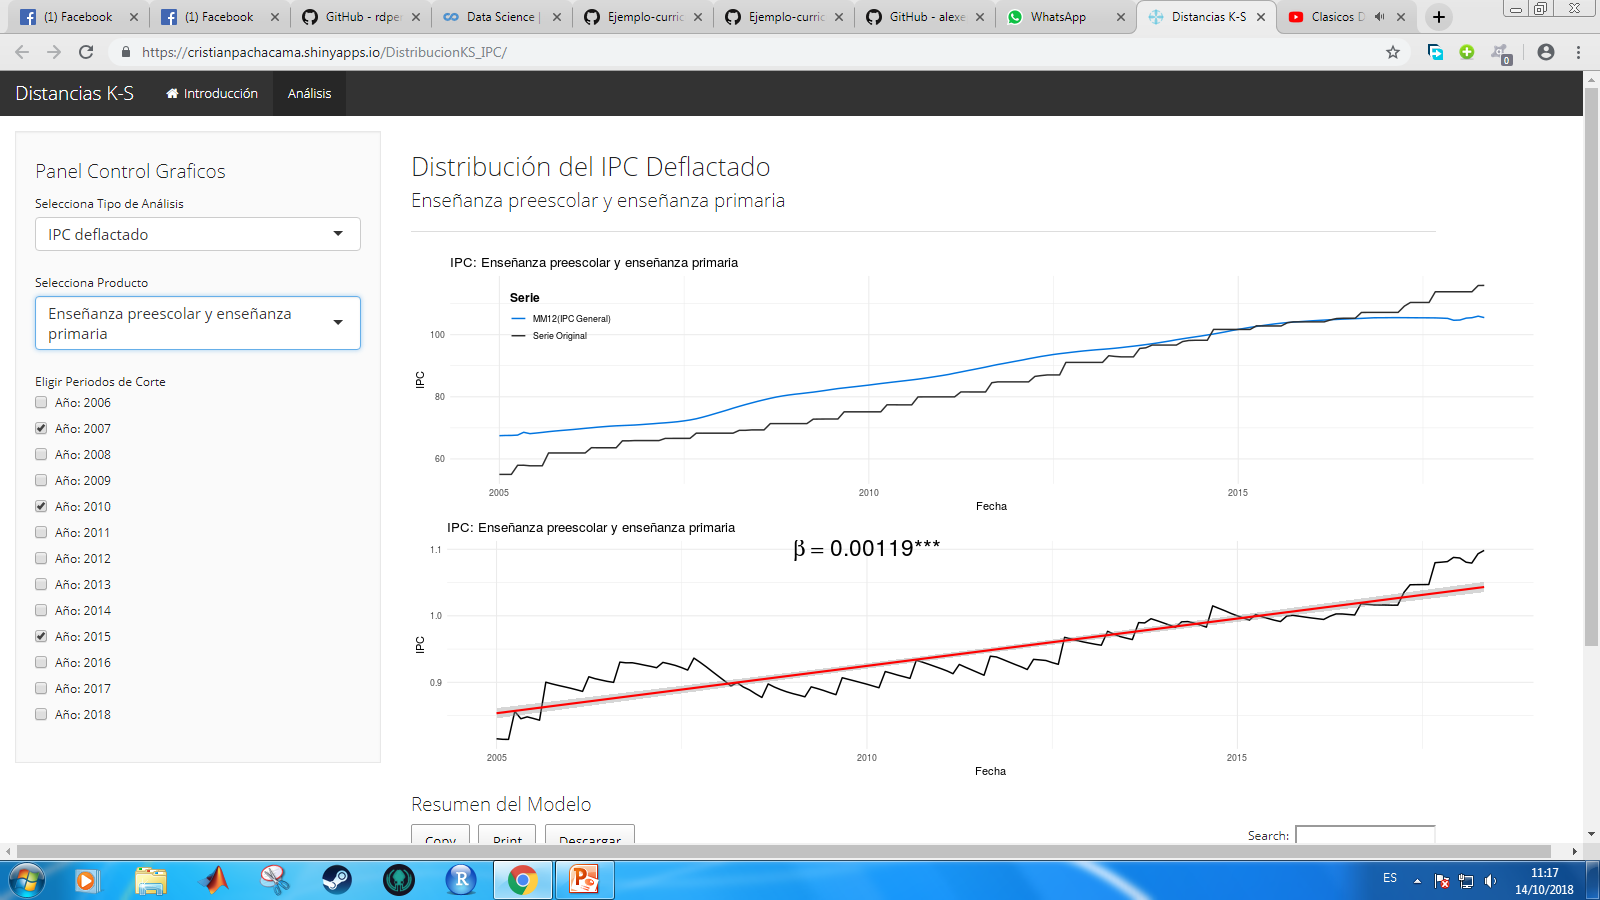 (1) Facebook
(1) Facebook
GitHub - rdpe
Data Science |
Ejemplo-curric
Ejemplo-curric
GitHub - alexe
WhatsApp
Distancias K-S
Clasicos D
https://cristianpachacama.shinyapps.io/DistribucionKS_IPC/
0
Distancias K-S
Introducción
Análisis
Panel Control Graficos
Selecciona Tipo de Análisis
IPC deflactado
Selecciona Producto
Enseñanza preescolar y enseñanza
primaria
Eligir Periodos de Corte
Año: 2006
Año: 2007
Año: 2008
Año: 2009
Año: 2010
Año: 2011
Año: 2012
Año: 2013
Año: 2014
Año: 2015
Año: 2016
Año: 2017
Año: 2018
Distribución del IPC Deflactado
Enseñanza preescolar y enseñanza primaria
IPC: Enseñanza preescolar y enseñanza primaria
Serie
MM12(IPC General)
Serie Original
IPC
100
80
60
2005
2010
2015
Fecha
IPC: Enseñanza preescolar y enseñanza primaria
β = 0.00119***
IPC
1.1
1.0
0.9
2005
2010
2015
Fecha
Resumen del Modelo
Copy
Print
Descargar
Search:
ES
11:17
14/10/2018